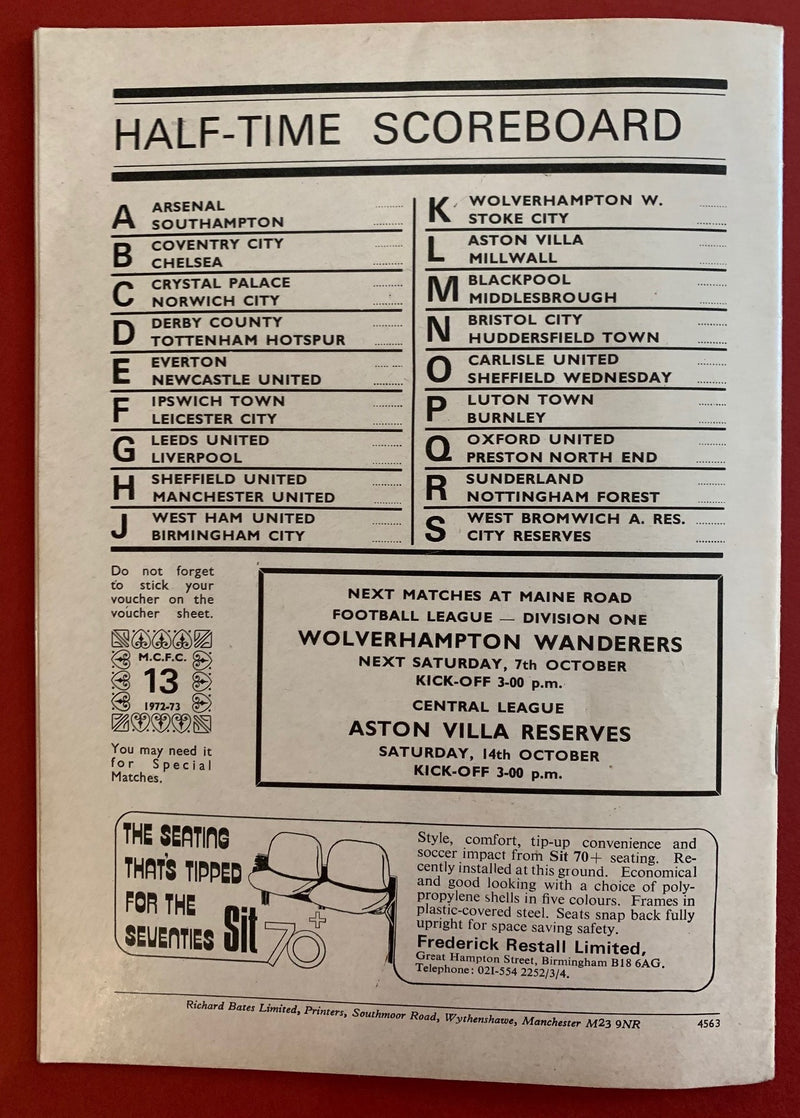 HALF-TIME SCOREBOARD
A ARSENAL ..........
SOUTHAMPTON ..........
B COVENTRY CITY ..........
CHELSEA ..........
C CRYSTAL PALACE ..........
NORWICH CITY ..........
D DERBY COUNTY ..........
TOTTENHAM HOTSPUR ..........
E EVERTON ..........
NEWCASTLE UNITED ..........
F IPSWICH TOWN ..........
LEICESTER CITY ..........
G LEEDS UNITED ..........
LIVERPOOL ..........
H SHEFFIELD UNITED ..........
MANCHESTER UNITED ..........
J WEST HAM UNITED ..........
BIRMINGHAM CITY ..........
K WOLVERHAMPTON W. ..........
STOKE CITY ..........
L ASTON VILLA ..........
MILLWALL ..........
M BLACKPOOL ..........
MIDDLESBROUGH ..........
N BRISTOL CITY ..........
HUDDERSFIELD TOWN ..........
O CARLISLE UNITED ..........
SHEFFIELD WEDNESDAY ..........
P LUTON TOWN ..........
BURNLEY ..........
Q OXFORD UNITED ..........
PRESTON NORTH END ..........
R SUNDERLAND ..........
NOTTINGHAM FOREST ..........
S WEST BROMWICH A. RES. ..........
CITY RESERVES ..........
Do not forget
to stick your
voucher on the
voucher sheet.
M.C.F.C.
13
1972-73
You may need it
for Special
Matches.
NEXT MATCHES AT MAINE ROAD
FOOTBALL LEAGUE — DIVISION ONE
WOLVERHAMPTON WANDERERS
NEXT SATURDAY, 7th OCTOBER
KICK-OFF 3-00 p.m.
CENTRAL LEAGUE
ASTON VILLA RESERVES
SATURDAY, 14th OCTOBER
KICK-OFF 3-00 p.m.
THE SEATING
THAT'S TIPPED
FOR THE
SEVENTIES Sit 70+
Style, comfort, tip-up convenience and
soccer impact from Sit 70+ seating. Re-
cently installed at this ground. Economical
and good looking with a choice of poly-
propylene shells in five colours. Frames in
plastic-covered steel. Seats snap back fully
upright for space saving safety.
Frederick Restall Limited,
Great Hampton Street, Birmingham B18 6AG.
Telephone: 021-554 2252/3/4.
Richard Bates Limited, Printers, Southmoor Road, Wythenshawe, Manchester M23 9NR 4563